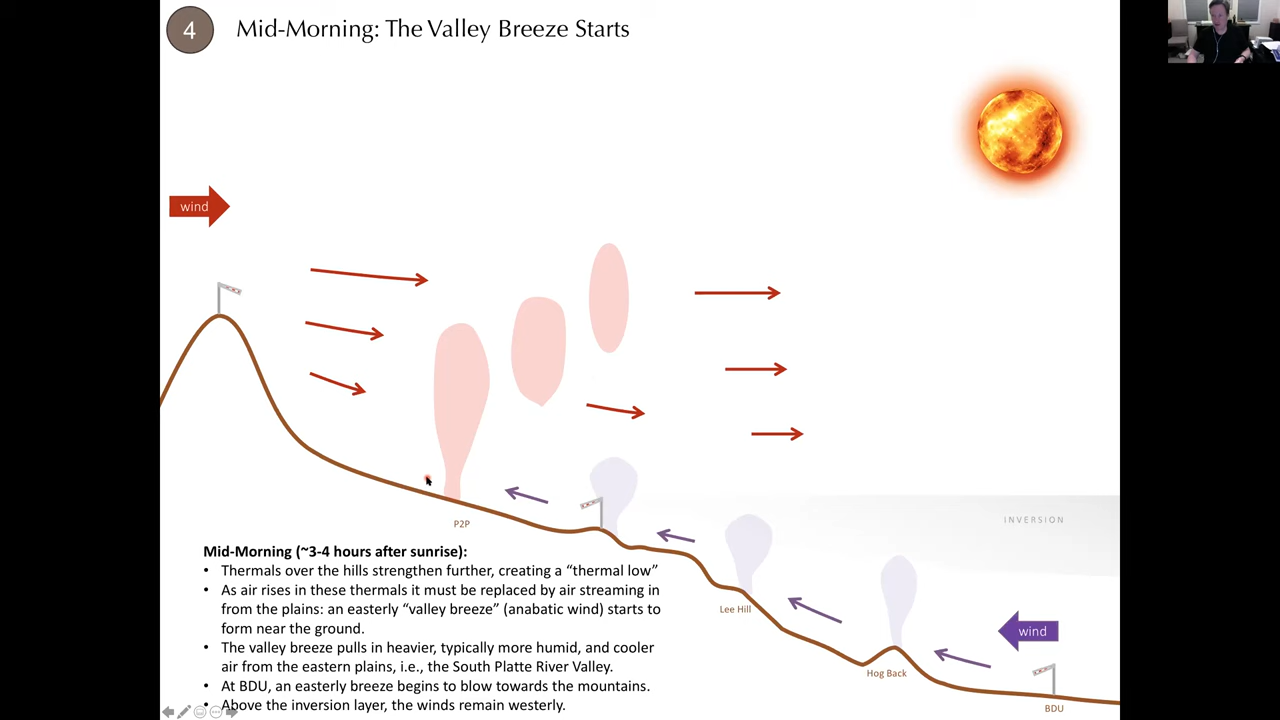 4
Mid-Morning: The Valley Breeze Starts
wind
INVERSION
P2P
Lee Hill
wind
Hog Back
BDU
Mid-Morning (~3-4 hours after sunrise):
• Thermals over the hills strengthen further, creating a “thermal low”
• As air rises in these thermals it must be replaced by air streaming in
from the plains: an easterly “valley breeze” (anabatic wind) starts to
form near the ground.
• The valley breeze pulls in heavier, typically more humid, and cooler
air from the eastern plains, i.e., the South Platte River Valley.
• At BDU, an easterly breeze begins to blow towards the mountains.
• Above the inversion layer, the winds remain westerly.